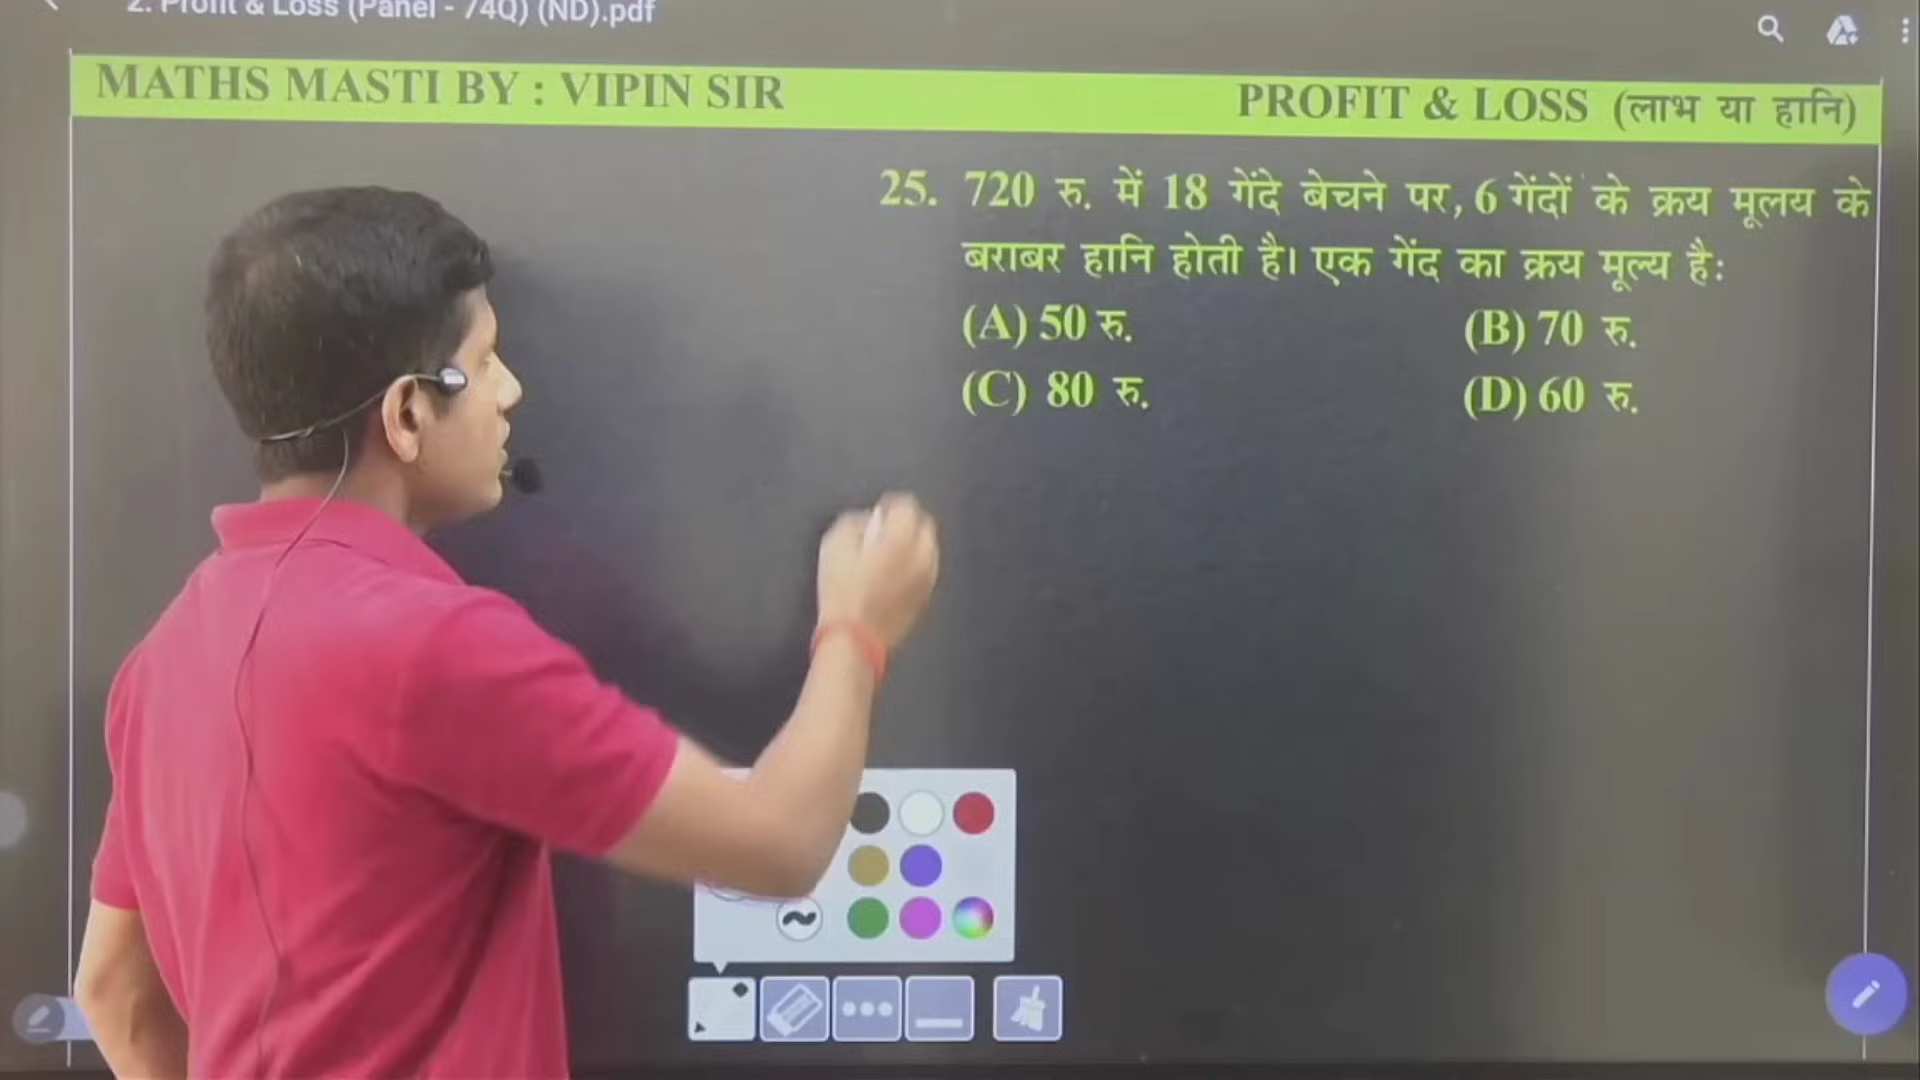 2. Profit & Loss (Panel - 74Q) (ND).pdf
MATHS MASTI BY : VIPIN SIR
PROFIT & LOSS (लाभ या हानि)
25. 720 रु. में 18 गेंदे बेचने पर, 6 गेंदों के क्रय मूलय के
बराबर हानि होती है। एक गेंद का क्रय मूल्य है:
(A) 50 रु. (B) 70 रु.
(C) 80 रु. (D) 60 रु.